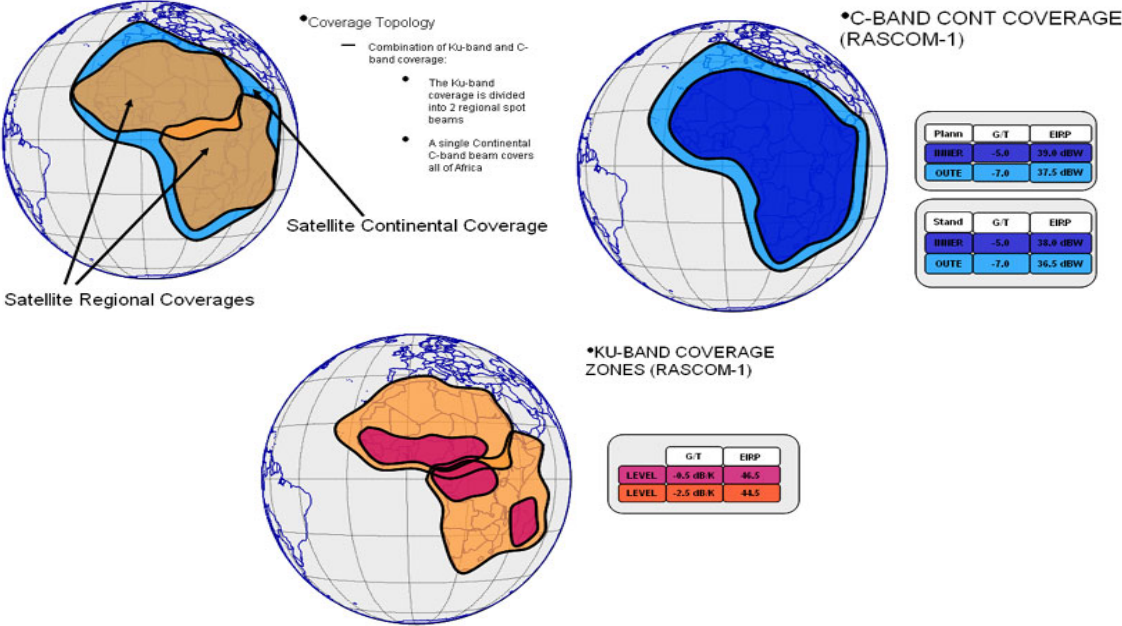 •Coverage Topology
— Combination of Ku-band and C-
band coverage:
• The Ku-band
coverage is divided
into 2 regional spot
beams
• A single Continental
C-band beam covers
all of Africa
Satellite Continental Coverage
Satellite Regional Coverages
•C-BAND CONT COVERAGE
(RASCOM-1)
Plann G/T EIRP
INNER -5.0 39.0 dBW
OUTE -7.0 37.5 dBW
Stand G/T EIRP
INNER -5.0 38.0 dBW
OUTE -7.0 36.5 dBW
•KU-BAND COVERAGE
ZONES (RASCOM-1)
G/T EIRP
LEVEL -0.5 dB/K 46.5
LEVEL -2.5 dB/K 44.5